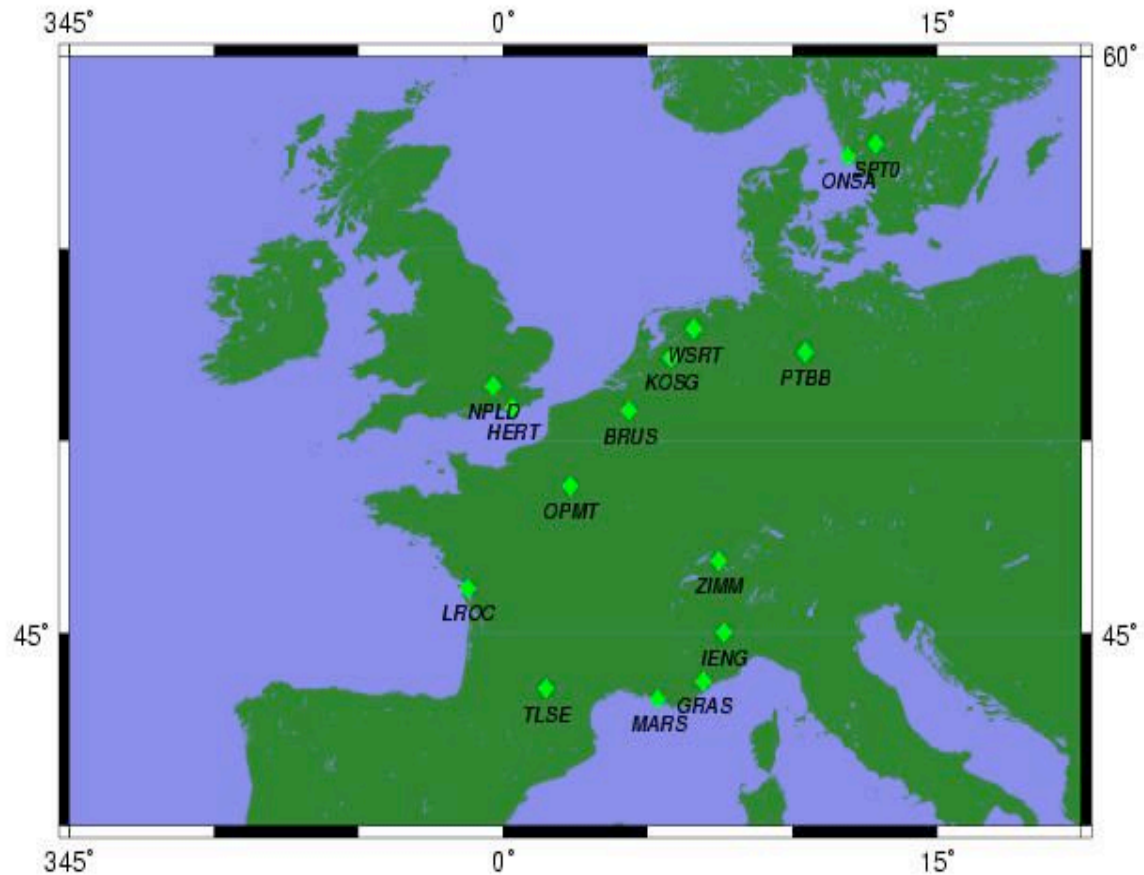 345°
0°
15°
60°
SPT0
ONSA
WSRT
KOSG
PTBB
NPLD
HERT
BRUS
OPMT
ZIMM
LROC
45°
45°
IENG
GRAS
TLSE
MARS
345°
0°
15°